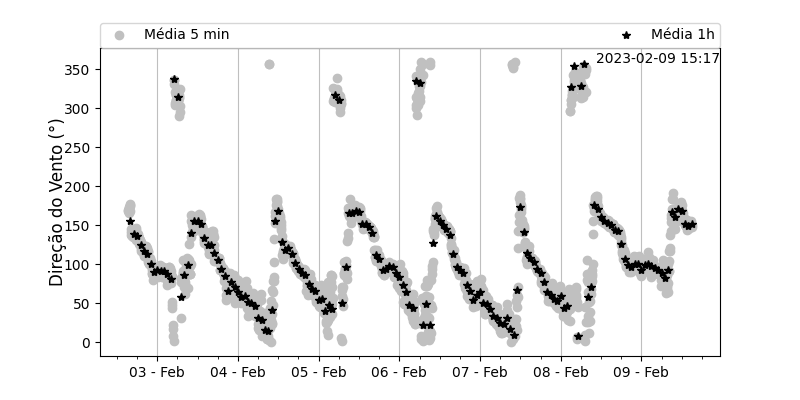 Média 5 min
Média 1h
2023-02-09 15:17
Direção do Vento (°)
350
300
250
200
150
100
50
0
03 - Feb
04 - Feb
05 - Feb
06 - Feb
07 - Feb
08 - Feb
09 - Feb